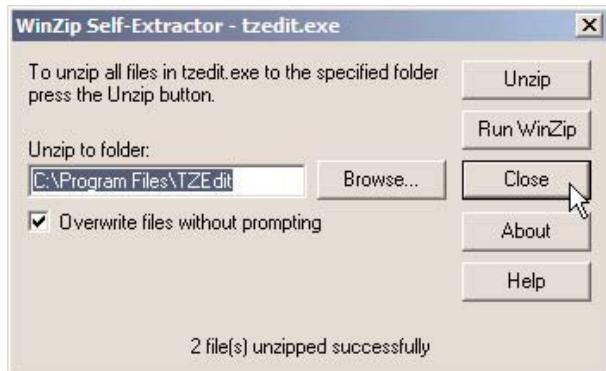 WinZip Self-Extractor - tzedit.exe
To unzip all files in tzedit.exe to the specified folder
press the Unzip button.
Unzip to folder:
C:\Program Files\TZEdit
Browse...
Overwrite files without prompting
Unzip
Run WinZip
Close
About
Help
2 file(s) unzipped successfully